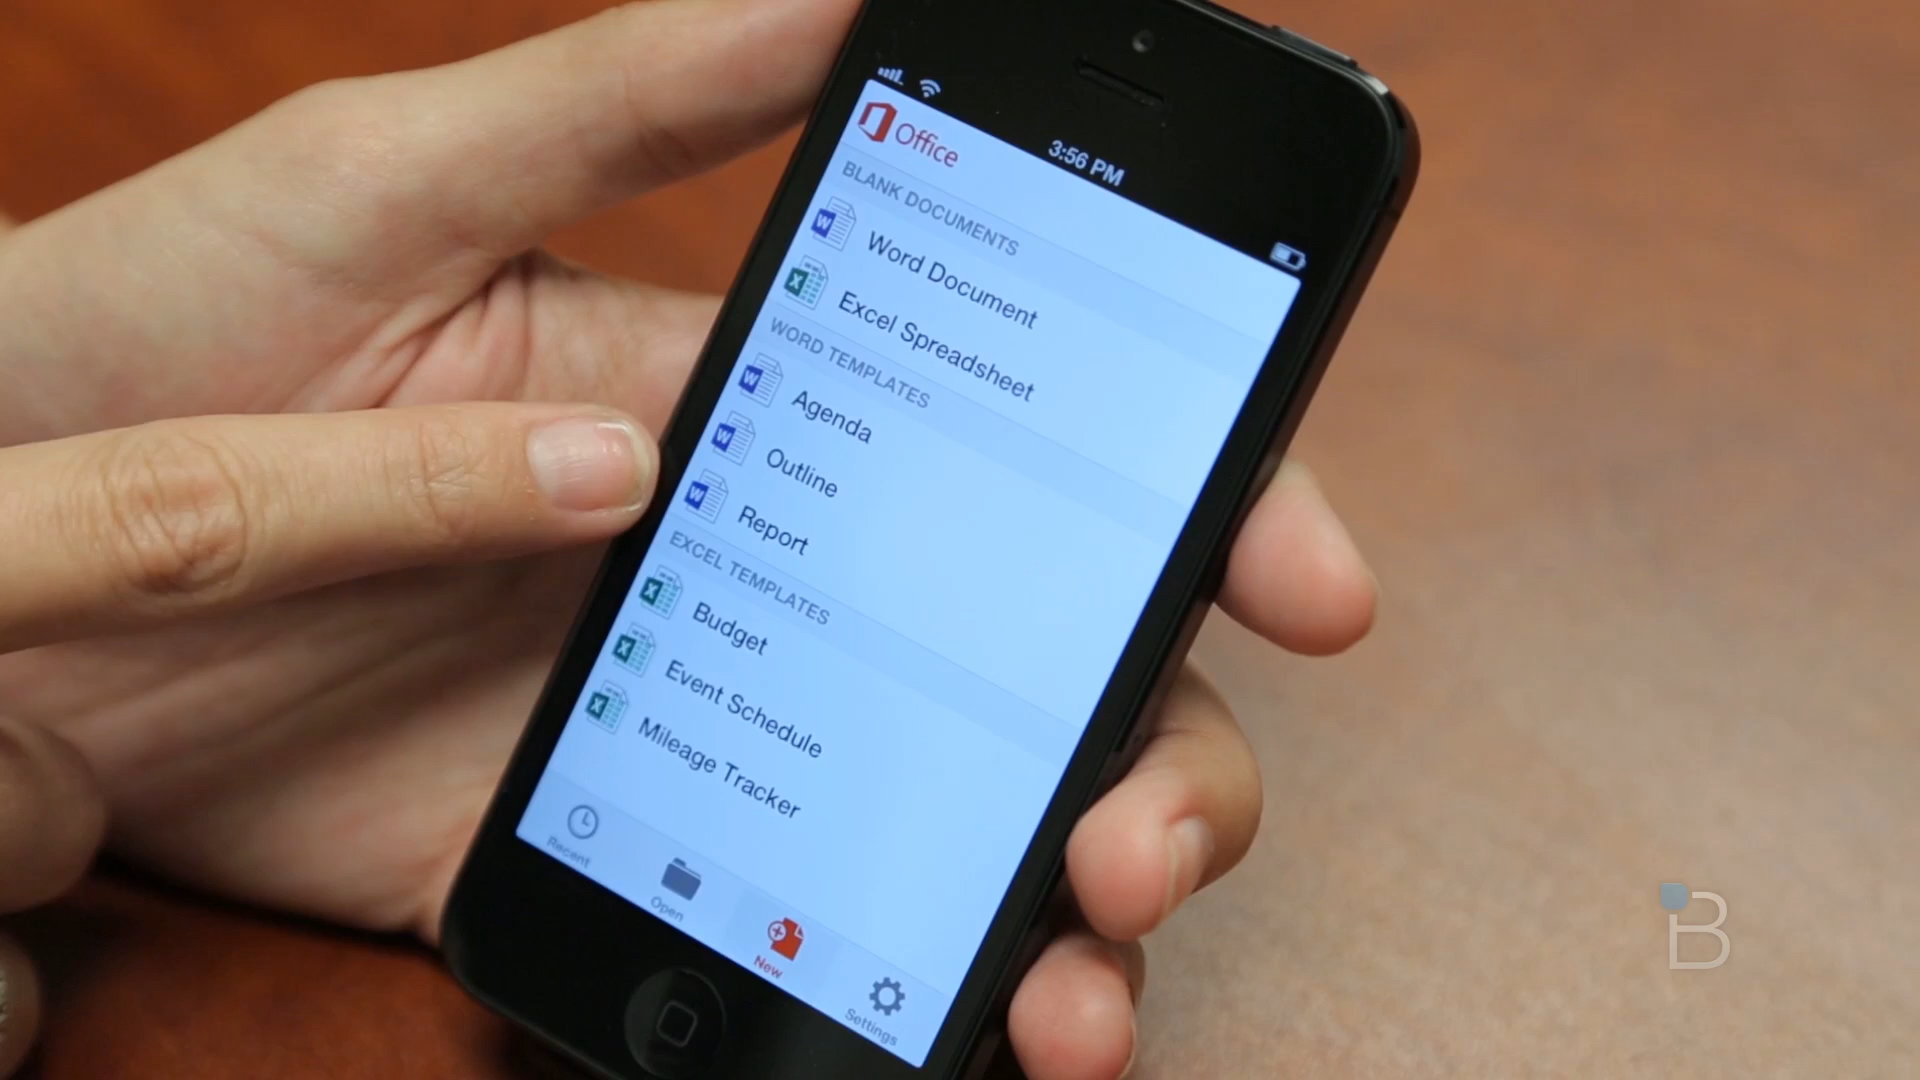 3:56 PM
Office
BLANK DOCUMENTS
Word Document
Excel Spreadsheet
WORD TEMPLATES
Agenda
Outline
Report
EXCEL TEMPLATES
Budget
Event Schedule
Mileage Tracker
Recent
Open
New
Settings
B